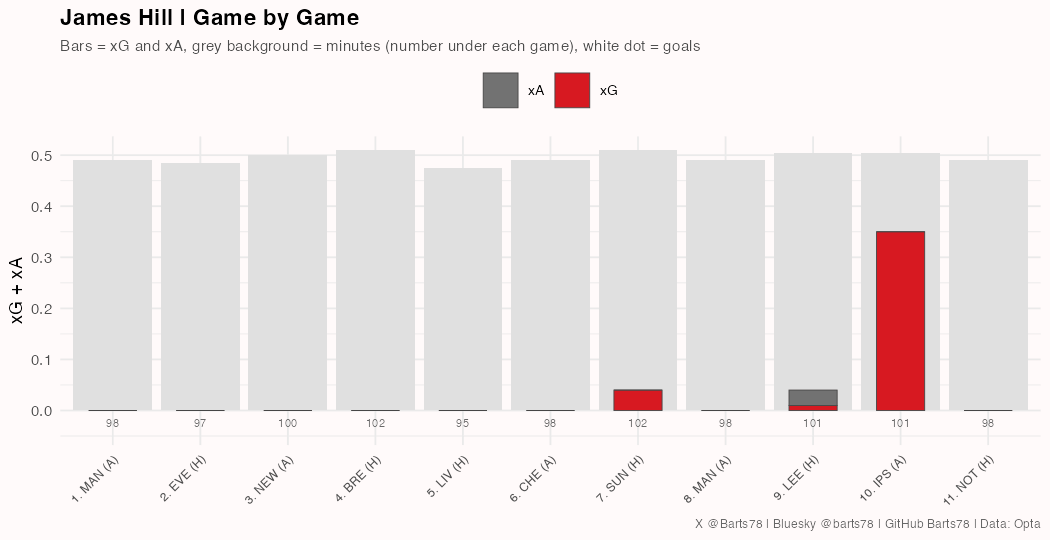 James Hill | Game by Game
Bars = xG and xA, grey background = minutes (number under each game), white dot = goals
xA xG
xG + xA
0.5
0.4
0.3
0.2
0.1
0.0
98 97 100 102 95 98 102 98 101 101 98
1. MAN (A) 2. EVE (H) 3. NEW (A) 4. BRE (H) 5. LIV (H) 6. CHE (A) 7. SUN (H) 8. MAN (A) 9. LEE (H) 10. IPS (A) 11. NOT (H)
X @Barts78 | Bluesky @barts78 | GitHub Barts78 | Data: Opta